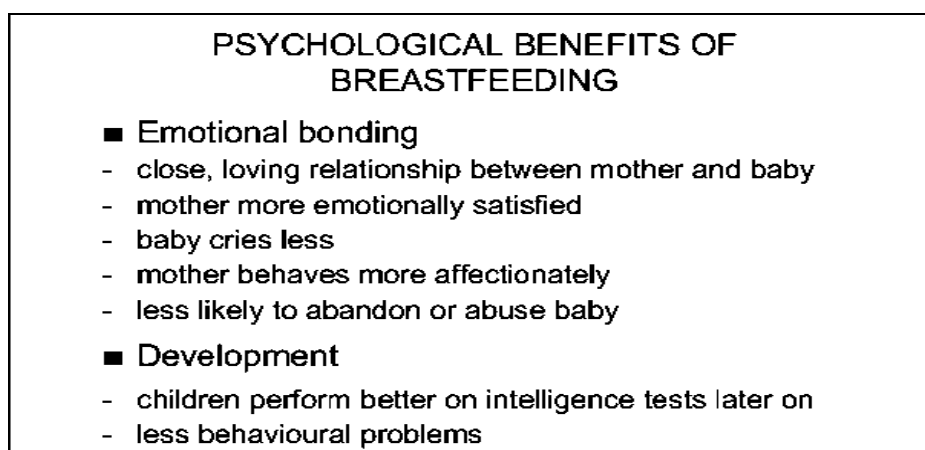 PSYCHOLOGICAL BENEFITS OF
BREASTFEEDING
■ Emotional bonding
- close, loving relationship between mother and baby
- mother more emotionally satisfied
- baby cries less
- mother behaves more affectionately
- less likely to abandon or abuse baby
■ Development
- children perform better on intelligence tests later on
- less behavioural problems